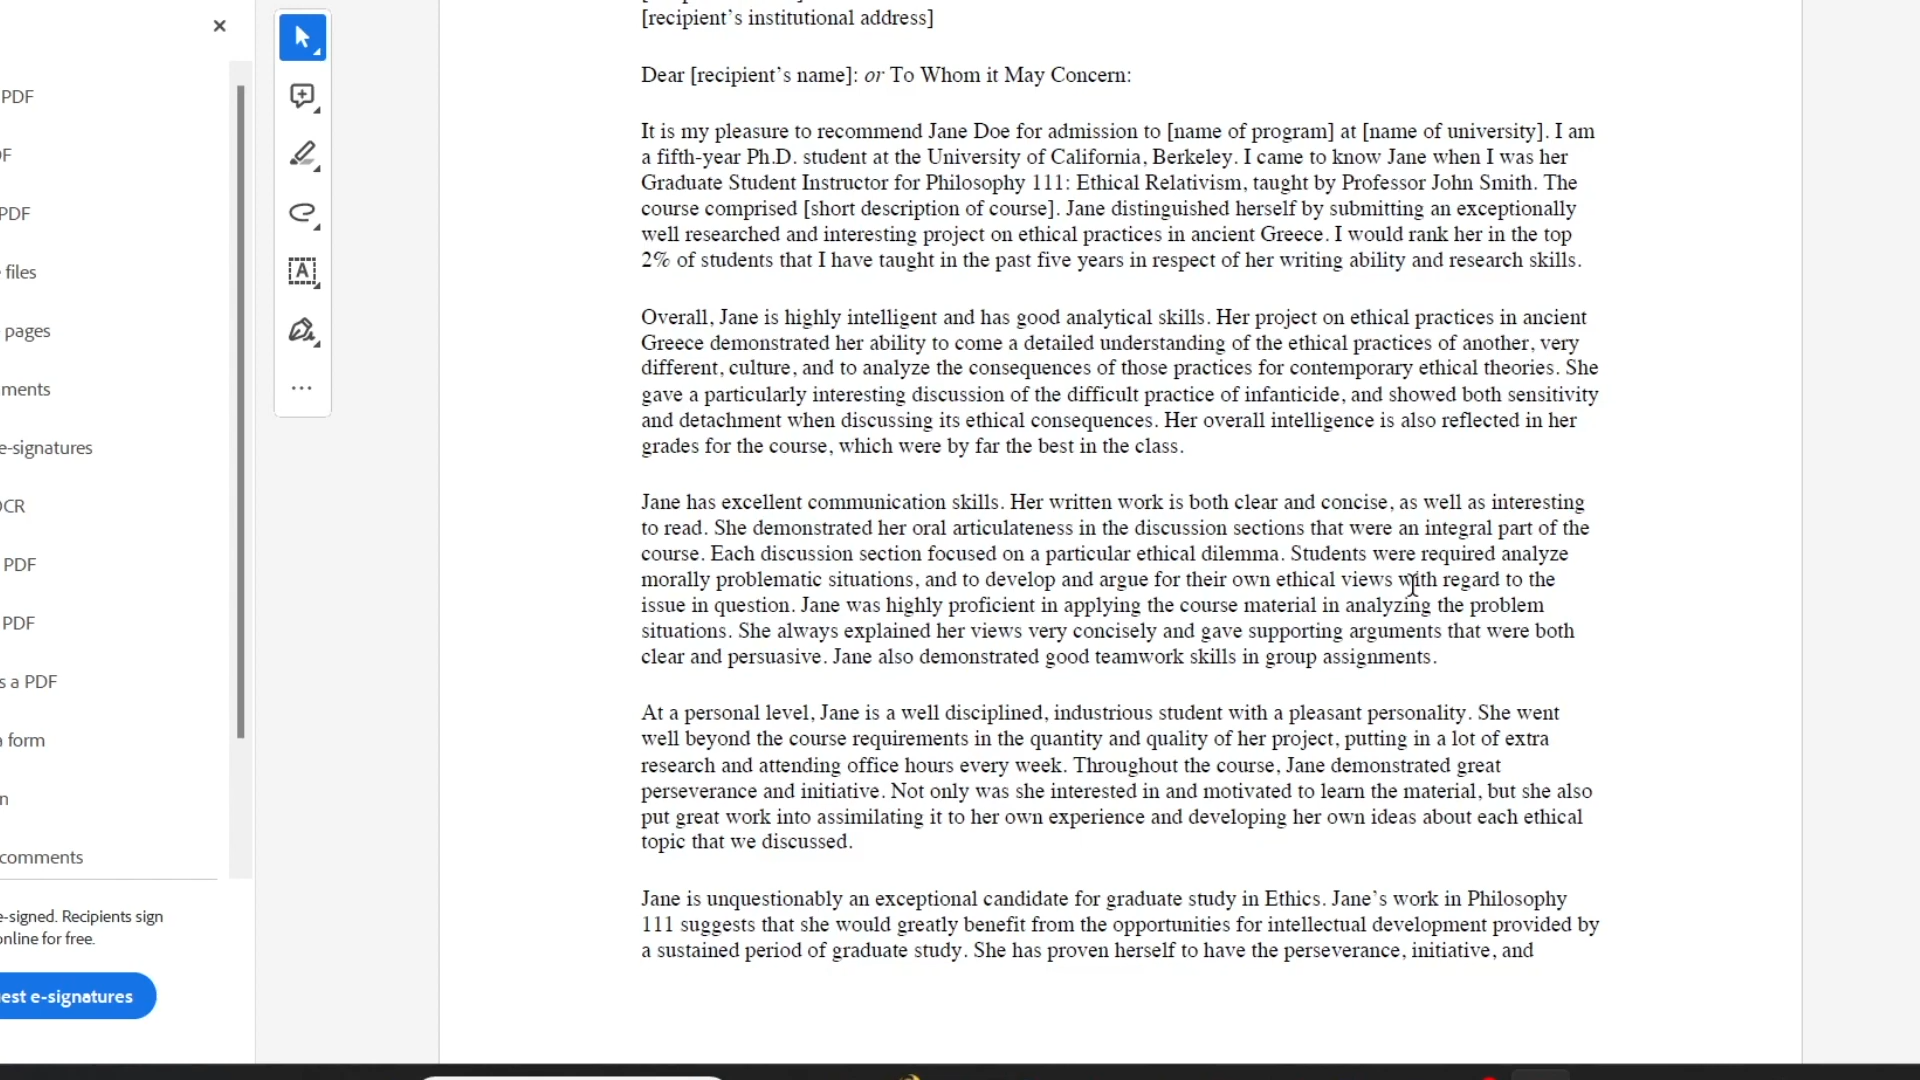 [recipient’s institutional address]
Dear [recipient’s name]: or To Whom it May Concern:
It is my pleasure to recommend Jane Doe for admission to [name of program] at [name of university]. I am
a fifth-year Ph.D. student at the University of California, Berkeley. I came to know Jane when I was her
Graduate Student Instructor for Philosophy 111: Ethical Relativism, taught by Professor John Smith. The
course comprised [short description of course]. Jane distinguished herself by submitting an exceptionally
well researched and interesting project on ethical practices in ancient Greece. I would rank her in the top
2% of students that I have taught in the past five years in respect of her writing ability and research skills.
Overall, Jane is highly intelligent and has good analytical skills. Her project on ethical practices in ancient
Greece demonstrated her ability to come a detailed understanding of the ethical practices of another, very
different, culture, and to analyze the consequences of those practices for contemporary ethical theories. She
gave a particularly interesting discussion of the difficult practice of infanticide, and showed both sensitivity
and detachment when discussing its ethical consequences. Her overall intelligence is also reflected in her
grades for the course, which were by far the best in the class.
Jane has excellent communication skills. Her written work is both clear and concise, as well as interesting
to read. She demonstrated her oral articulateness in the discussion sections that were an integral part of the
course. Each discussion section focused on a particular ethical dilemma. Students were required analyze
morally problematic situations, and to develop and argue for their own ethical views with regard to the
issue in question. Jane was highly proficient in applying the course material in analyzing the problem
situations. She always explained her views very concisely and gave supporting arguments that were both
clear and persuasive. Jane also demonstrated good teamwork skills in group assignments.
At a personal level, Jane is a well disciplined, industrious student with a pleasant personality. She went
well beyond the course requirements in the quantity and quality of her project, putting in a lot of extra
research and attending office hours every week. Throughout the course, Jane demonstrated great
perseverance and initiative. Not only was she interested in and motivated to learn the material, but she also
put great work into assimilating it to her own experience and developing her own ideas about each ethical
topic that we discussed.
Jane is unquestionably an exceptional candidate for graduate study in Ethics. Jane’s work in Philosophy
111 suggests that she would greatly benefit from the opportunities for intellectual development provided by
a sustained period of graduate study. She has proven herself to have the perseverance, initiative, and
PDF
DF
PDF
files
pages
ments
e-signatures
OCR
PDF
PDF
s a PDF
a form
n
comments
e-signed. Recipients sign
online for free.
est e-signatures